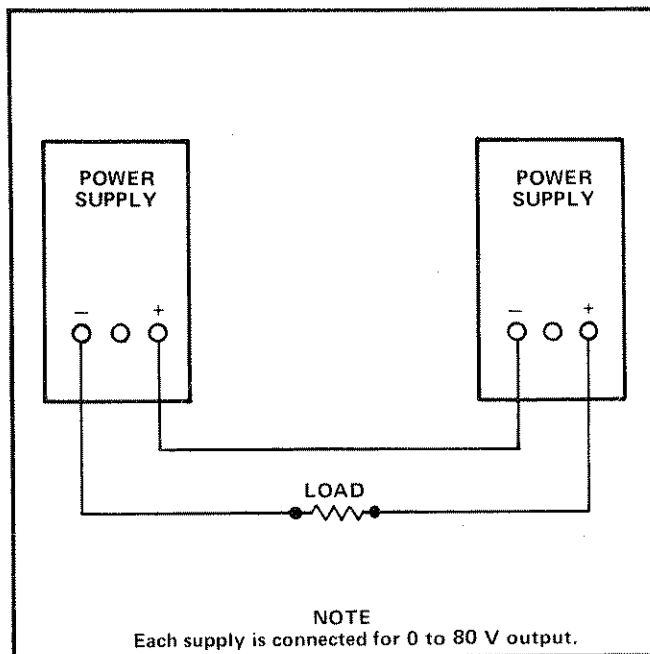 POWER
SUPPLY
POWER
SUPPLY
− +
− +
LOAD
NOTE
Each supply is connected for 0 to 80 V output.